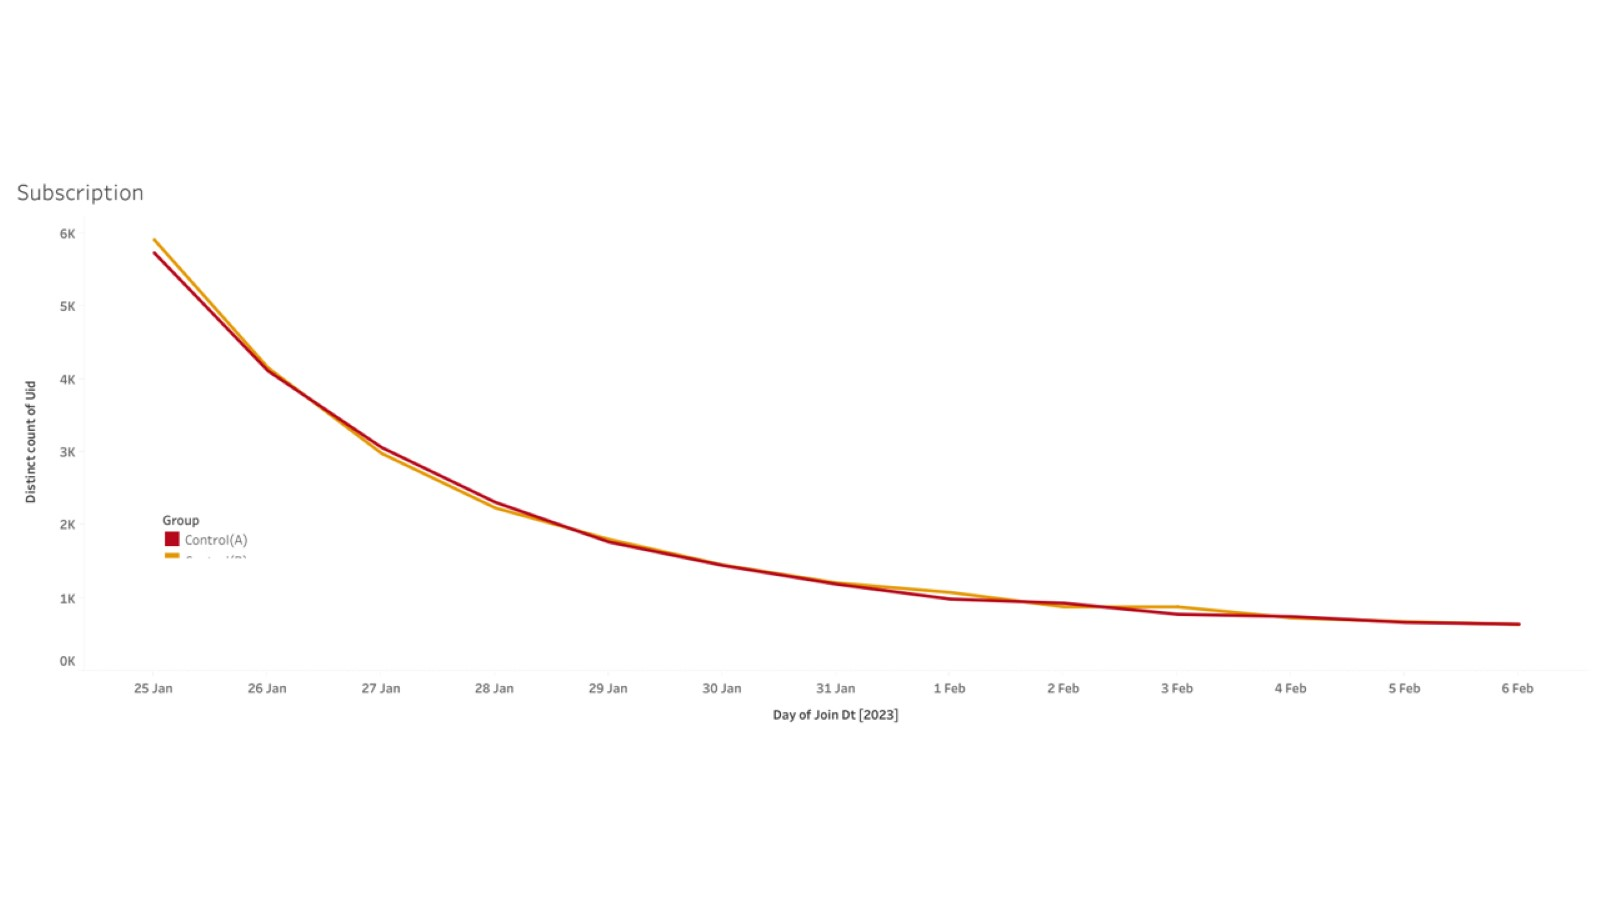 Subscription
6K
5K
4K
3K
2K
1K
0K
Distinct count of Uid
Group
Control(A)
25 Jan 26 Jan 27 Jan 28 Jan 29 Jan 30 Jan 31 Jan 1 Feb 2 Feb 3 Feb 4 Feb 5 Feb 6 Feb
Day of Join Dt [2023]